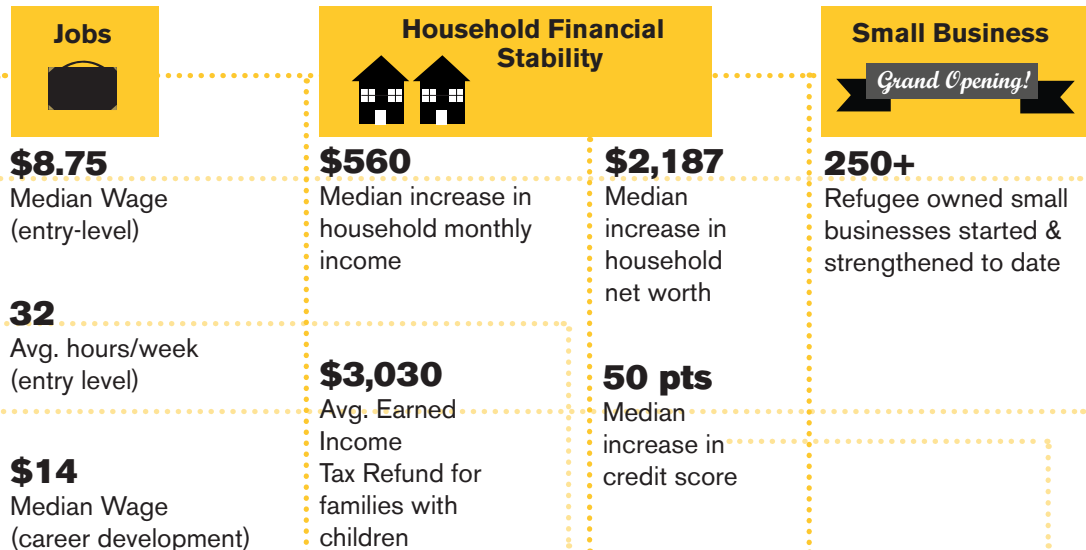 Jobs
$8.75
Median Wage
(entry-level)
32
Avg. hours/week
(entry level)
$14
Median Wage
(career development)
Household Financial
Stability
$560
Median increase in
household monthly
income
$3,030
Avg. Earned
Income
Tax Refund for
families with
children
$2,187
Median
increase in
household
net worth
50 pts
Median
increase in
credit score
Small Business
Grand Opening!
250+
Refugee owned small
businesses started &
strengthened to date